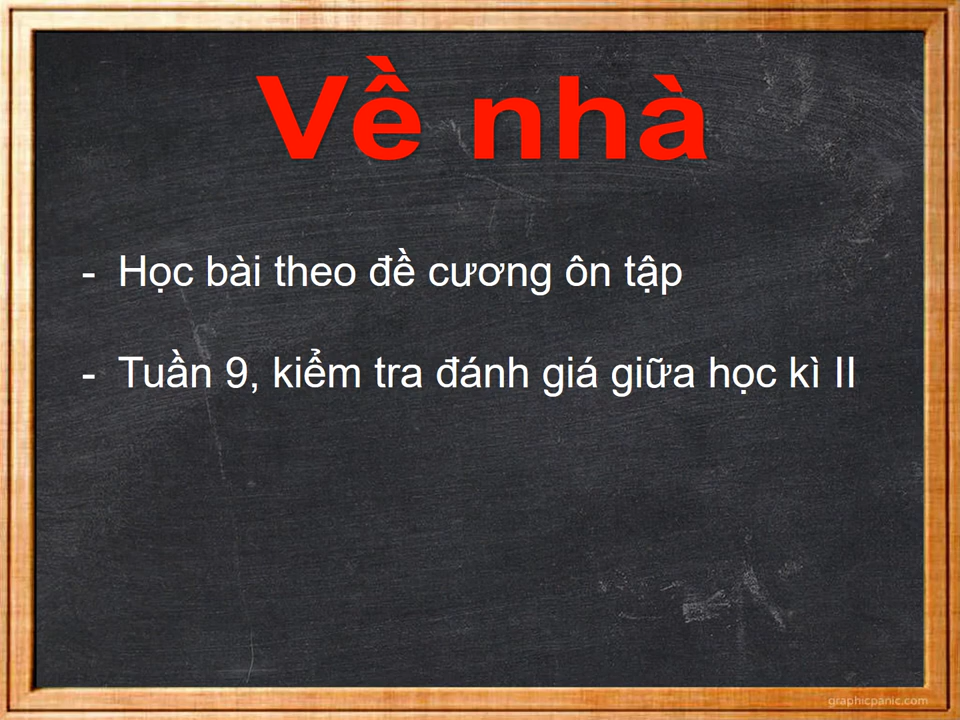 Về nhà
- Học bài theo đề cương ôn tập
- Tuần 9, kiểm tra đánh giá giữa học kì II
graphicpanic.com